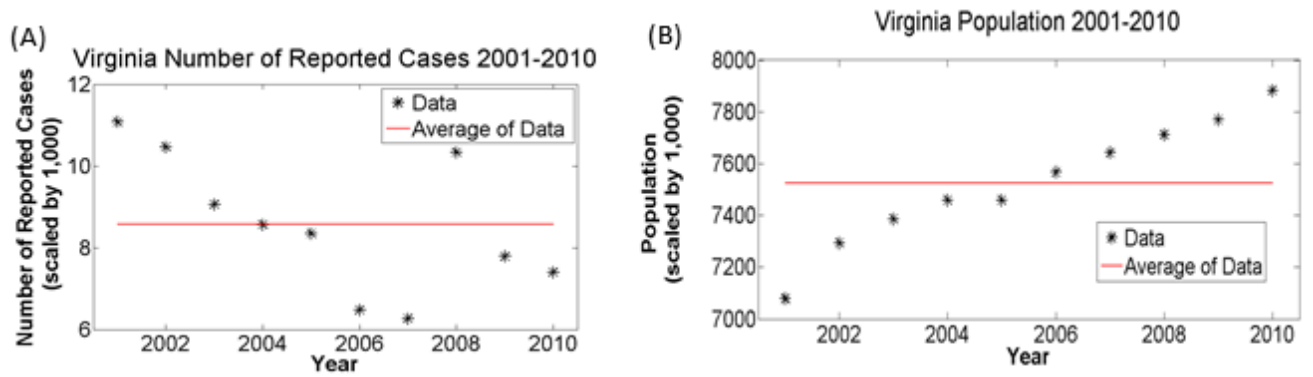 (A)
Virginia Number of Reported Cases 2001-2010
Number of Reported Cases
(scaled by 1,000)
12
10
8
6
Data
Average of Data
2002
2004
2006
2008
2010
Year
(B)
Virginia Population 2001-2010
Population
(scaled by 1,000)
8000
7800
7600
7400
7200
7000
Data
Average of Data
2002
2004
2006
2008
2010
Year